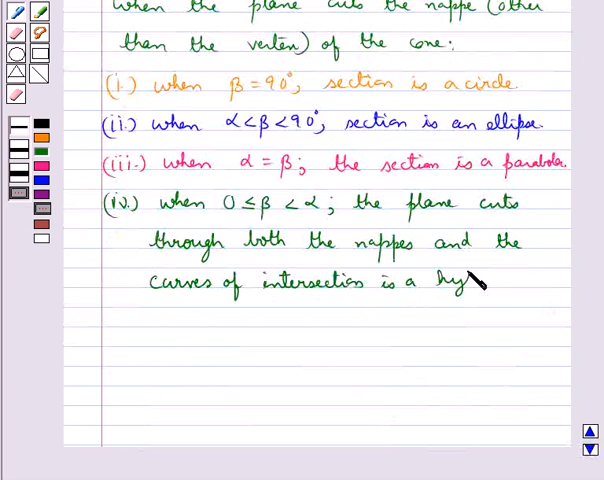 when the plane cuts the nappe (other
than the vertex) of the cone:
(i.) when β = 90°, section is a circle.
(ii.) when α < β < 90°, section is an ellipse.
(iii.) when α = β; the section is a parabola.
(iv.) when 0 ≤ β < α; the plane cuts
through both the nappes and the
curves of intersection is a hy